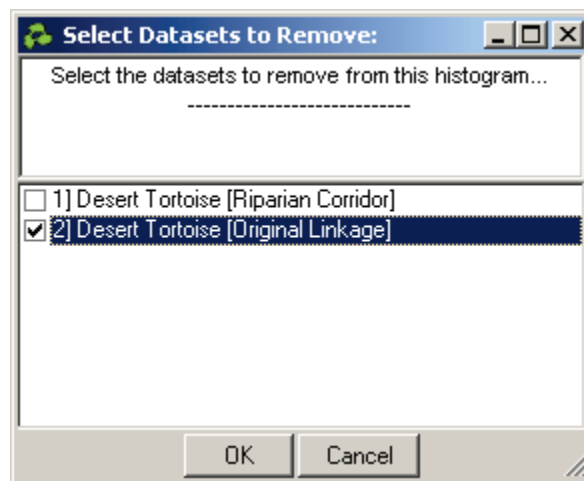 Select Datasets to Remove:
Select the datasets to remove from this histogram...
----------------------------
1] Desert Tortoise [Riparian Corridor]
2] Desert Tortoise [Original Linkage]
OK Cancel